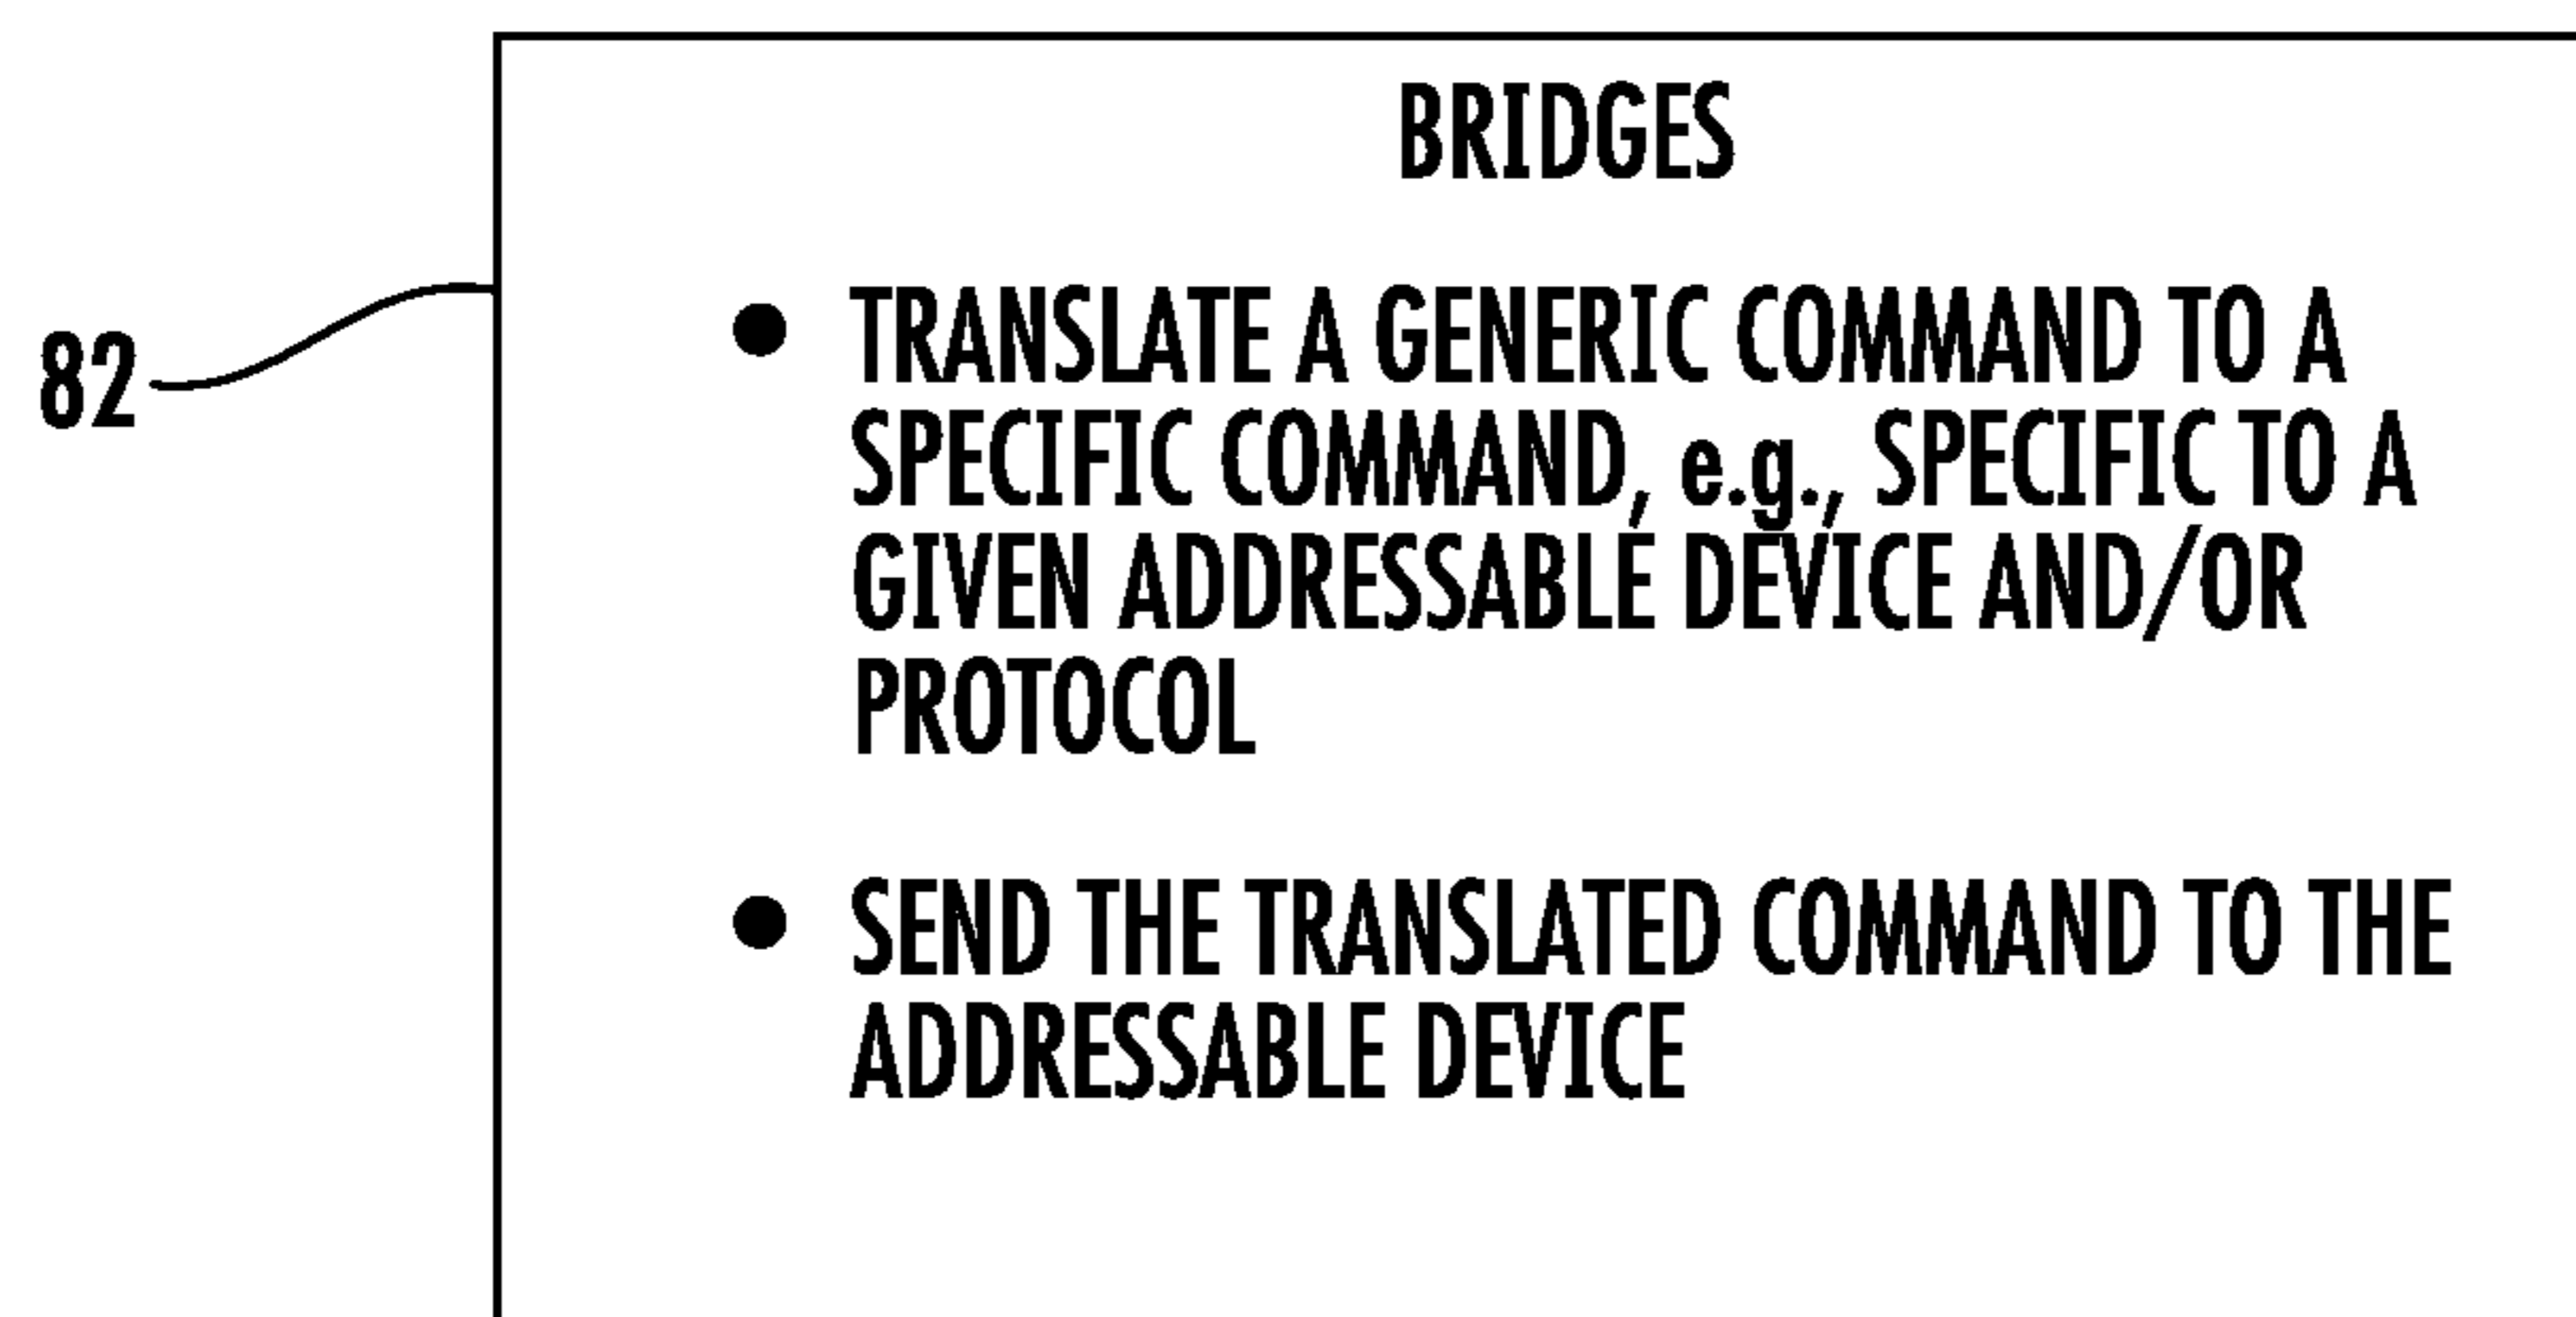 BRIDGES
● TRANSLATE A GENERIC COMMAND TO A
SPECIFIC COMMAND, e.g., SPECIFIC TO A
GIVEN ADDRESSABLE DEVICE AND/OR
PROTOCOL
82
● SEND THE TRANSLATED COMMAND TO THE
ADDRESSABLE DEVICE